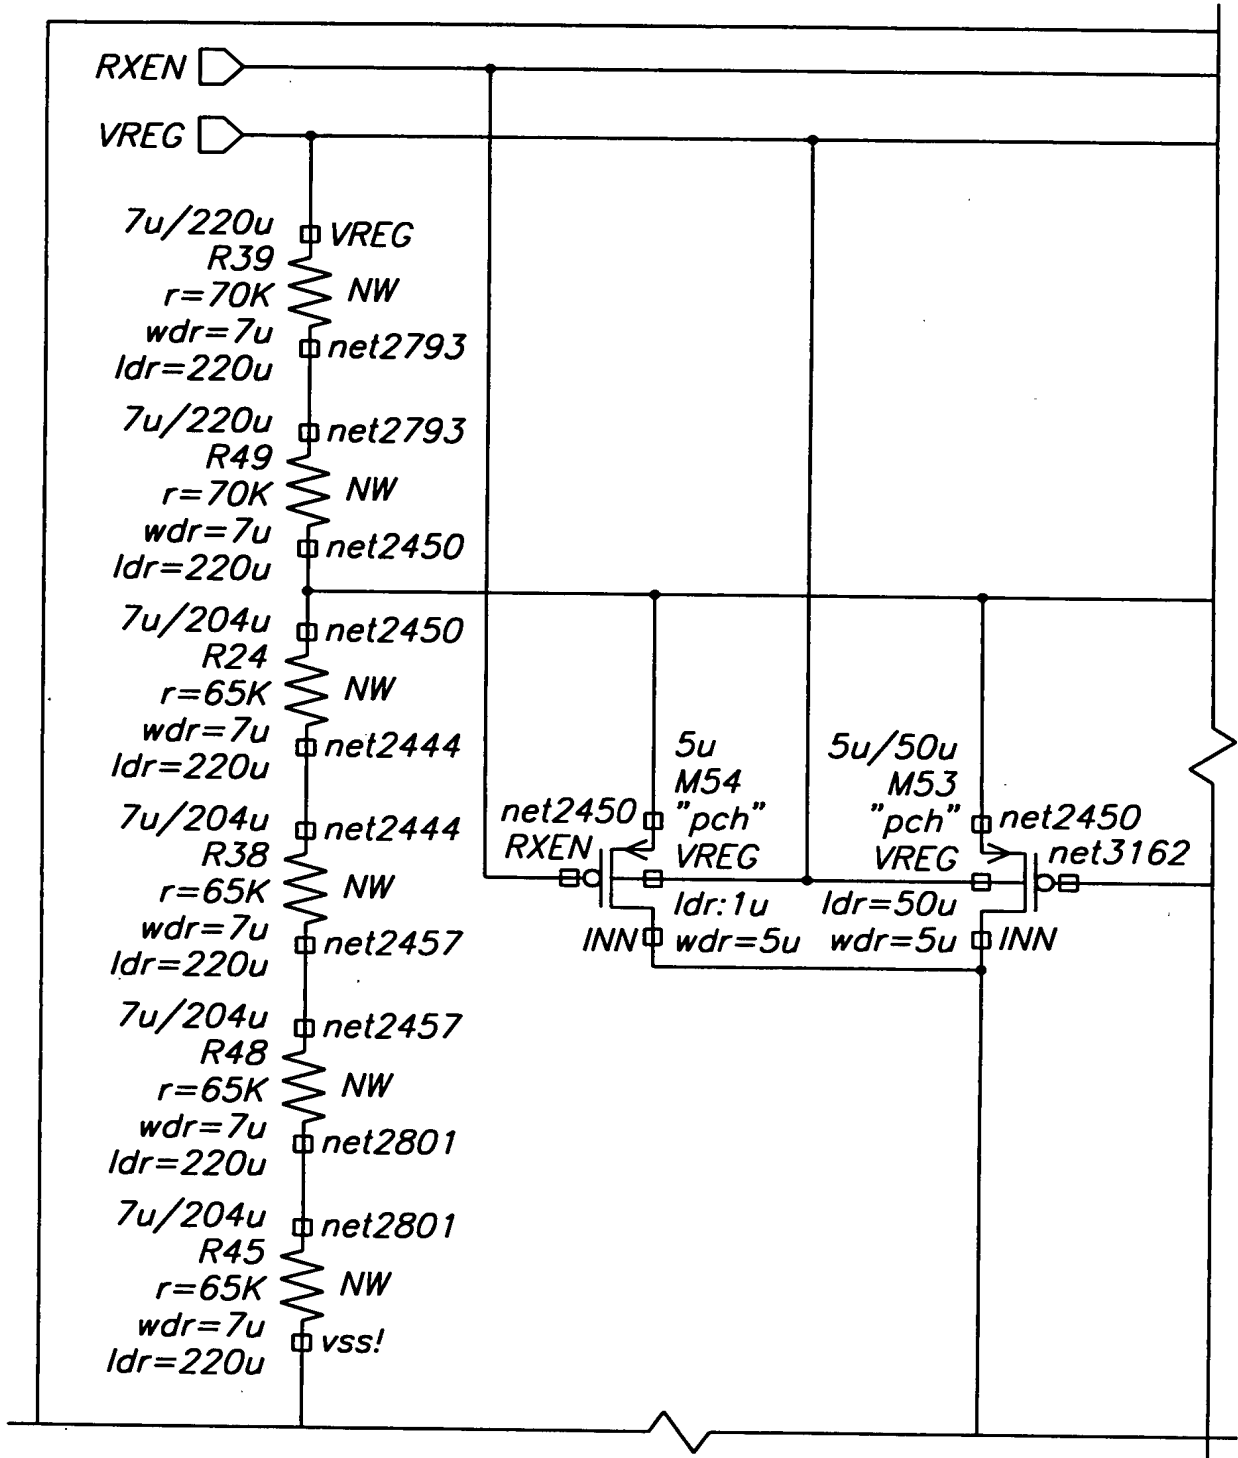 RXEN
VREG
7u/220u
VREG
R39
r=70K
NW
wdr=7u
net2793
ldr=220u
7u/220u
net2793
R49
r=70K
NW
wdr=7u
net2450
ldr=220u
7u/204u
net2450
R24
r=65K
NW
wdr=7u
net2444
ldr=220u
7u/204u
net2444
R38
r=65K
NW
wdr=7u
net2457
ldr=220u
7u/204u
net2457
R48
r=65K
NW
wdr=7u
net2801
ldr=220u
7u/204u
net2801
R45
r=65K
NW
wdr=7u
vss!
ldr=220u
5u
M54
net2450
"pch"
RXEN
VREG
ldr:1u
INN
wdr=5u
5u/50u
M53
"pch"
net2450
VREG
net3162
ldr=50u
wdr=5u
INN